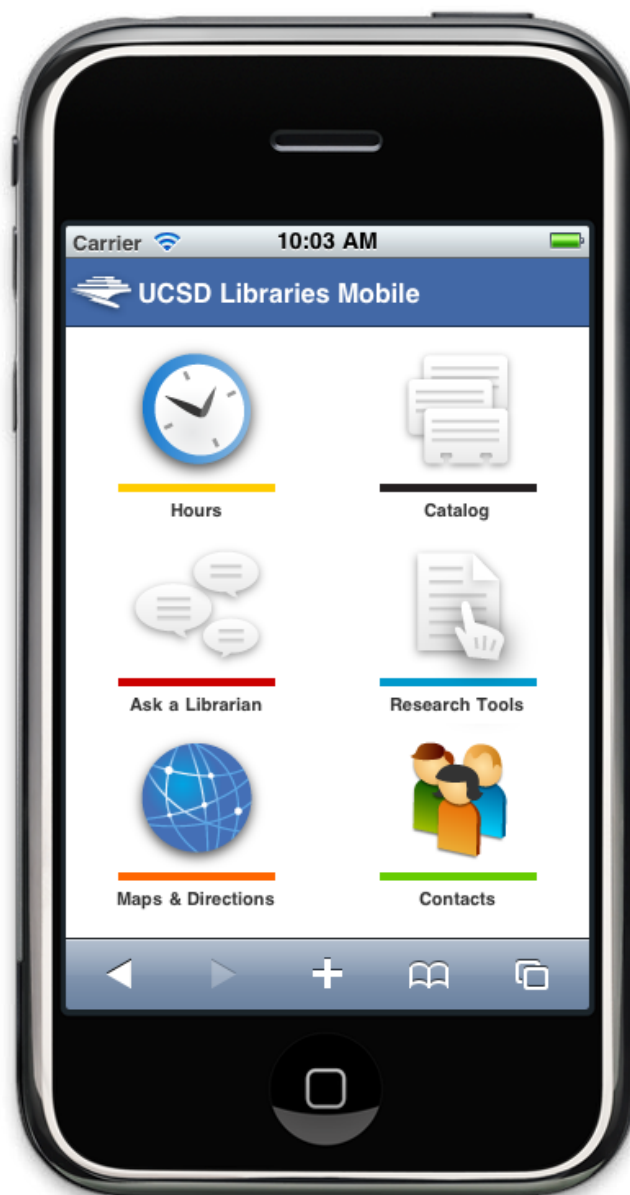 Carrier 10:03 AM
UCSD Libraries Mobile
Hours Catalog
Ask a Librarian Research Tools
Maps & Directions Contacts